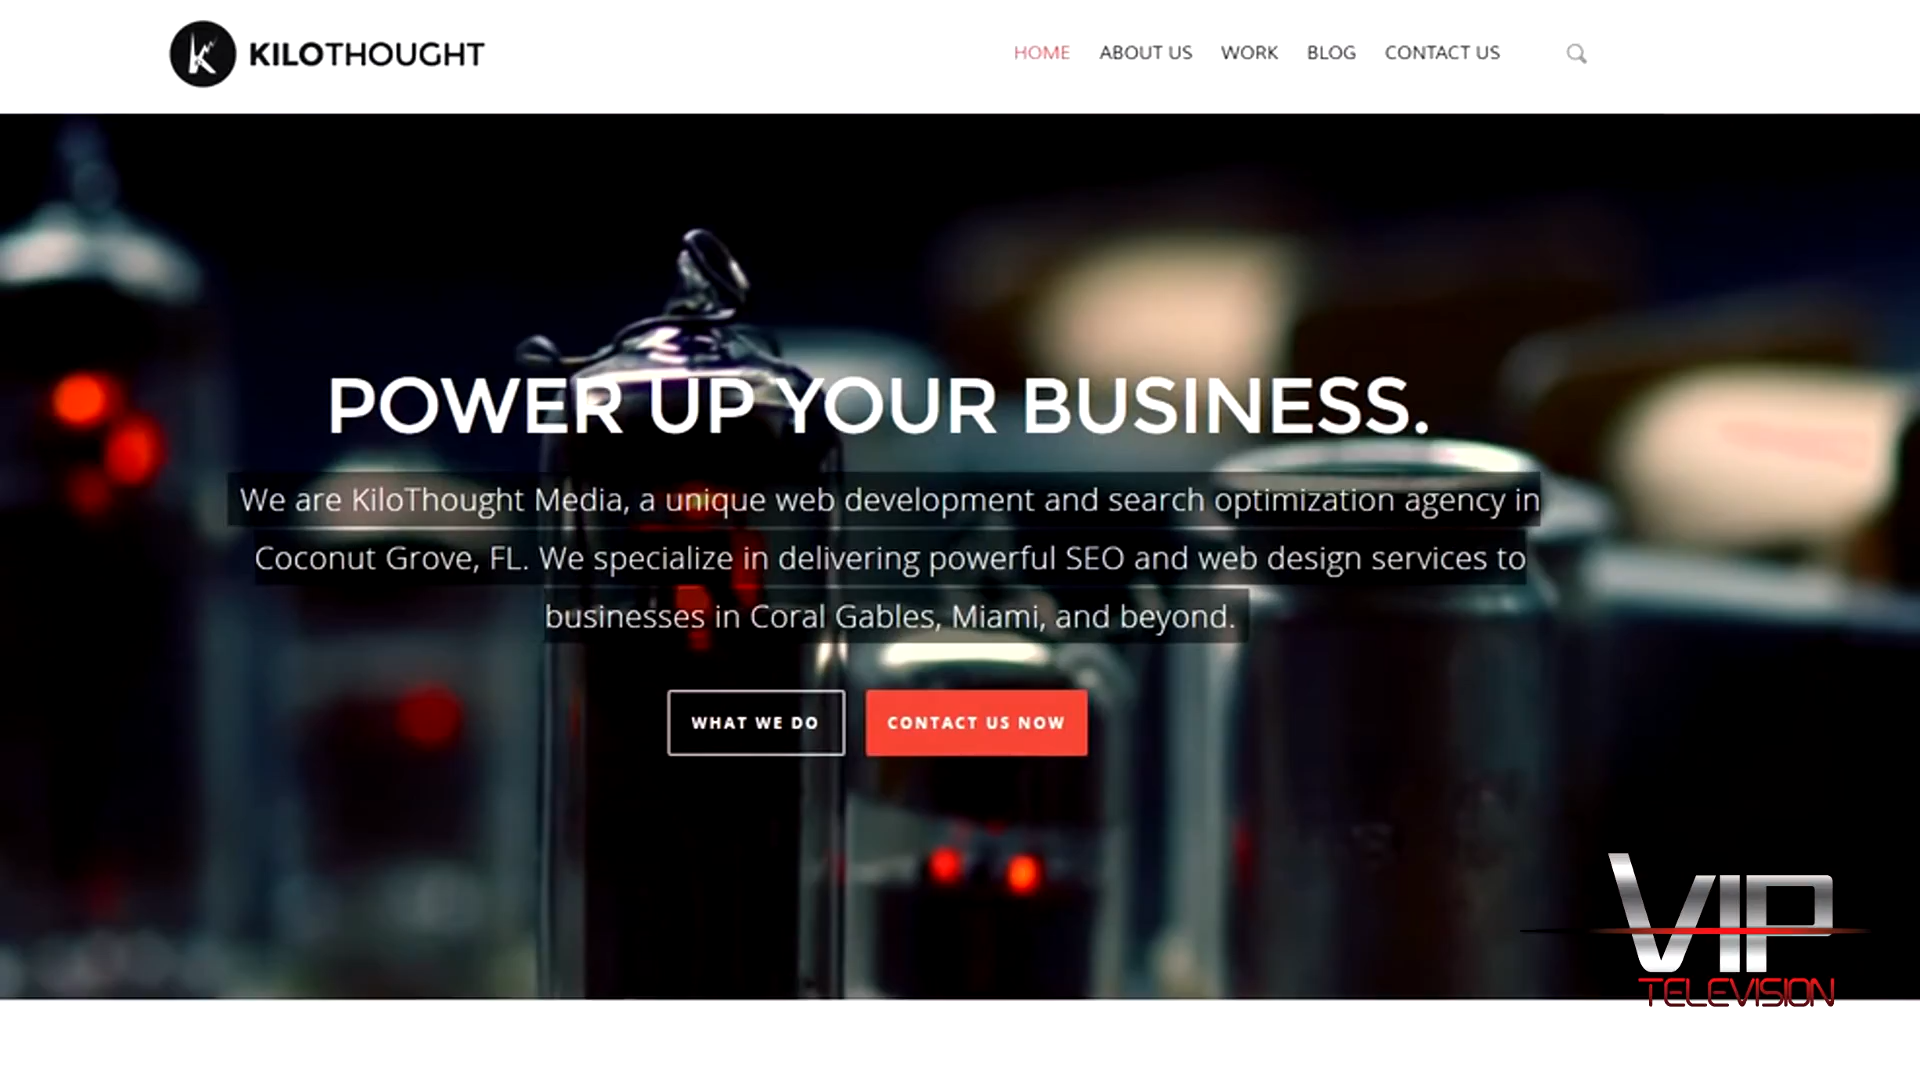 KILOTHOUGHT
HOME ABOUT US WORK BLOG CONTACT US
POWER UP YOUR BUSINESS.
We are KiloThought Media, a unique web development and search optimization agency in
Coconut Grove, FL. We specialize in delivering powerful SEO and web design services to
businesses in Coral Gables, Miami, and beyond.
WHAT WE DO CONTACT US NOW
VIP
TELEVISION